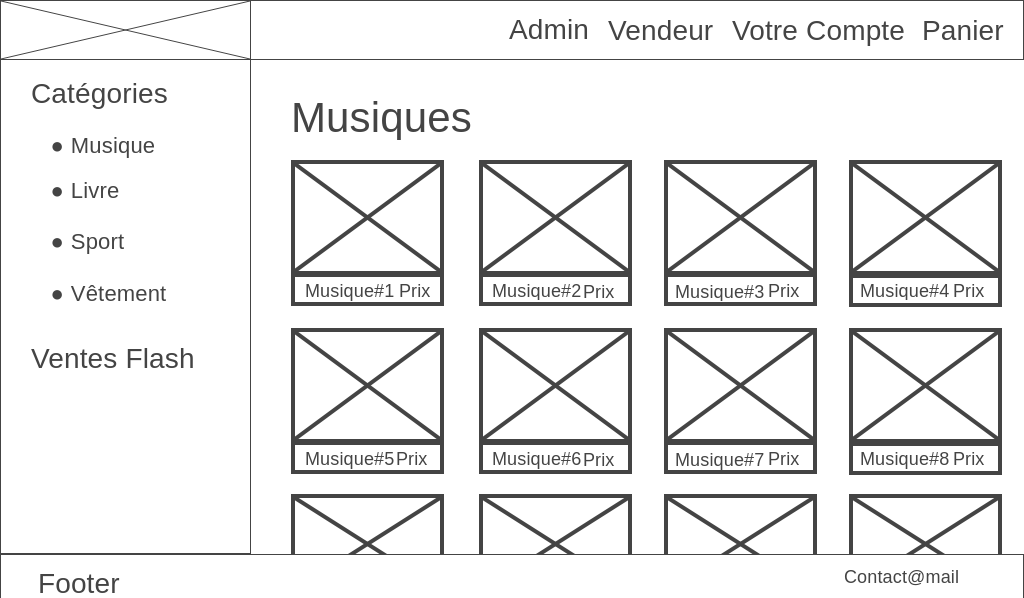 Admin Vendeur Votre Compte Panier
Catégories
● Musique
● Livre
● Sport
● Vêtement
Ventes Flash
Musiques
Musique#1 Prix
Musique#2 Prix
Musique#3 Prix
Musique#4 Prix
Musique#5 Prix
Musique#6 Prix
Musique#7 Prix
Musique#8 Prix
Footer
Contact@mail